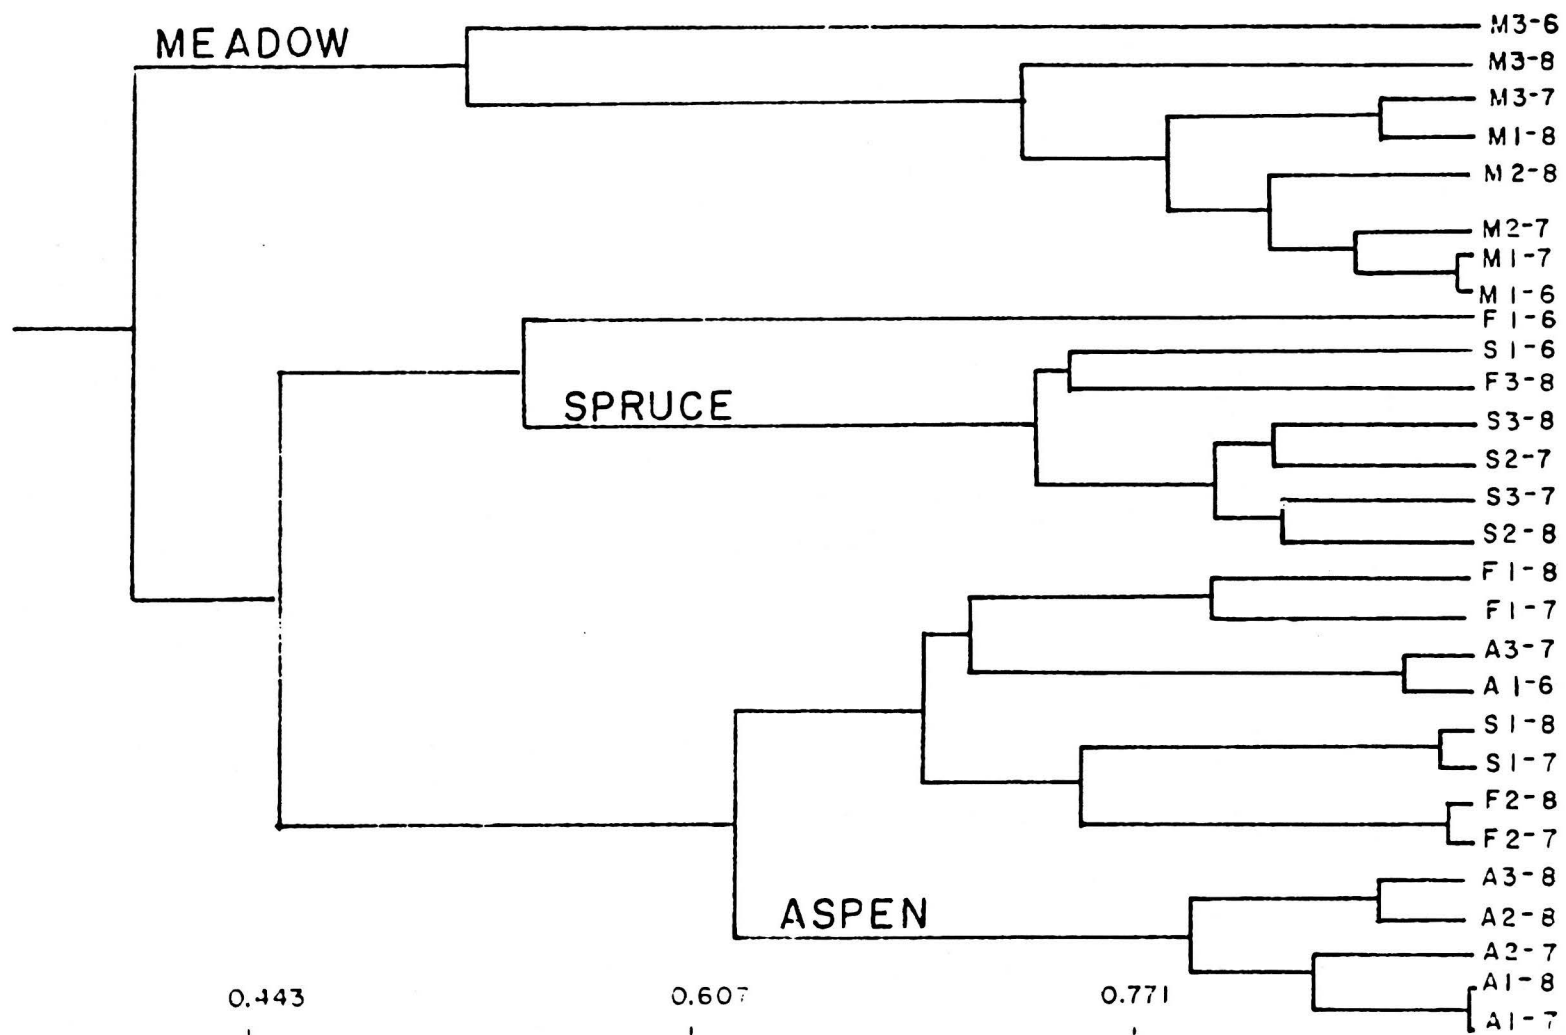 MEADOW
M3-6
M3-8
M3-7
M1-8
M2-8
M2-7
M1-7
M1-6
F1-6
S1-6
F3-8
SPRUCE
S3-8
S2-7
S3-7
S2-8
F1-8
F1-7
A3-7
A1-6
S1-8
S1-7
F2-8
F2-7
A3-8
ASPEN
A2-8
A2-7
A1-8
0.443 0.607 0.771
A1-7